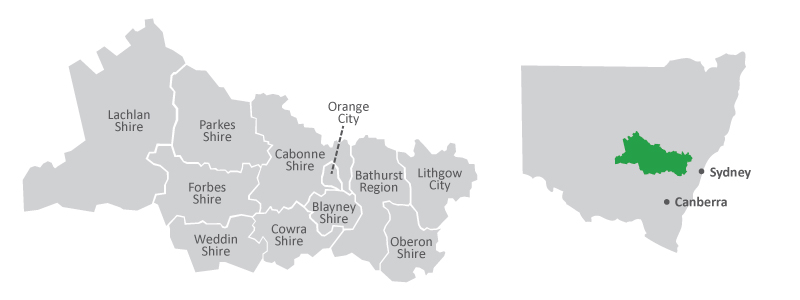 Orange
City
Lachlan
Shire
Parkes
Shire
Cabonne
Shire
Bathurst
Region
Lithgow
City
Forbes
Shire
Blayney
Shire
Weddin
Shire
Cowra
Shire
Oberon
Shire
Sydney
Canberra